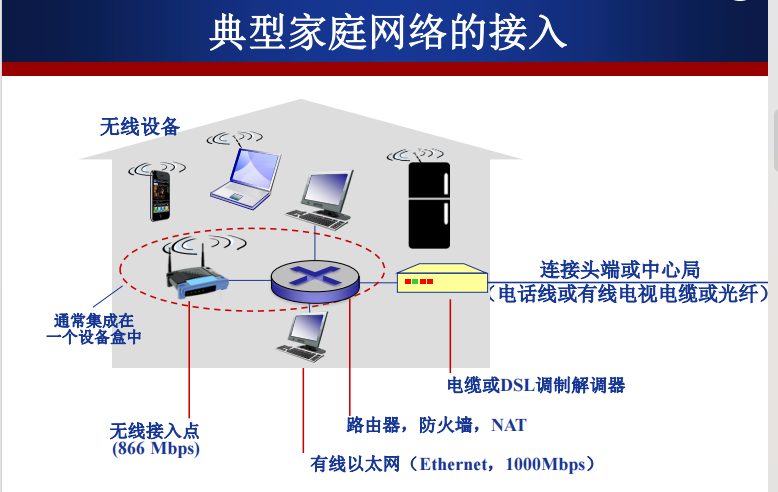 典型家庭网络的接入
无线设备
连接头端或中心局
（电话线或有线电视电缆或光纤）
通常集成在
一个设备盒中
电缆或DSL调制解调器
无线接入点
(866 Mbps)
路由器，防火墙，NAT
有线以太网（Ethernet，1000Mbps）